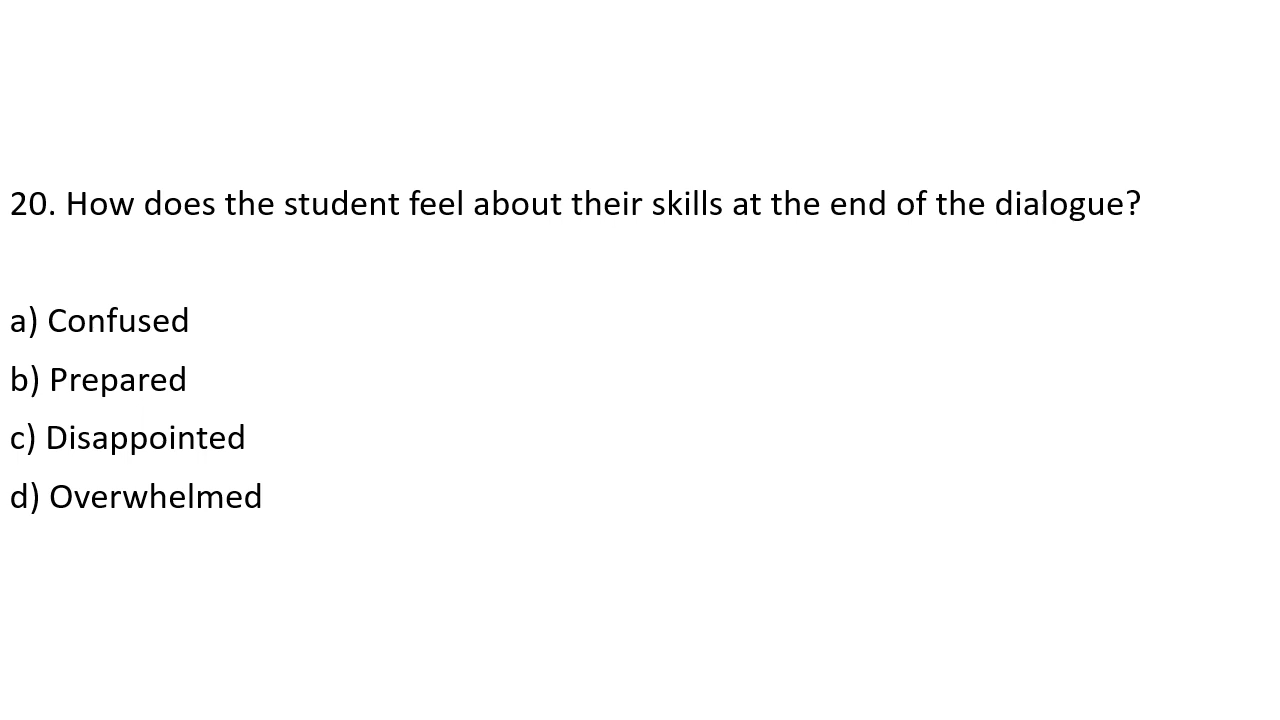 20. How does the student feel about their skills at the end of the dialogue?
a) Confused
b) Prepared
c) Disappointed
d) Overwhelmed